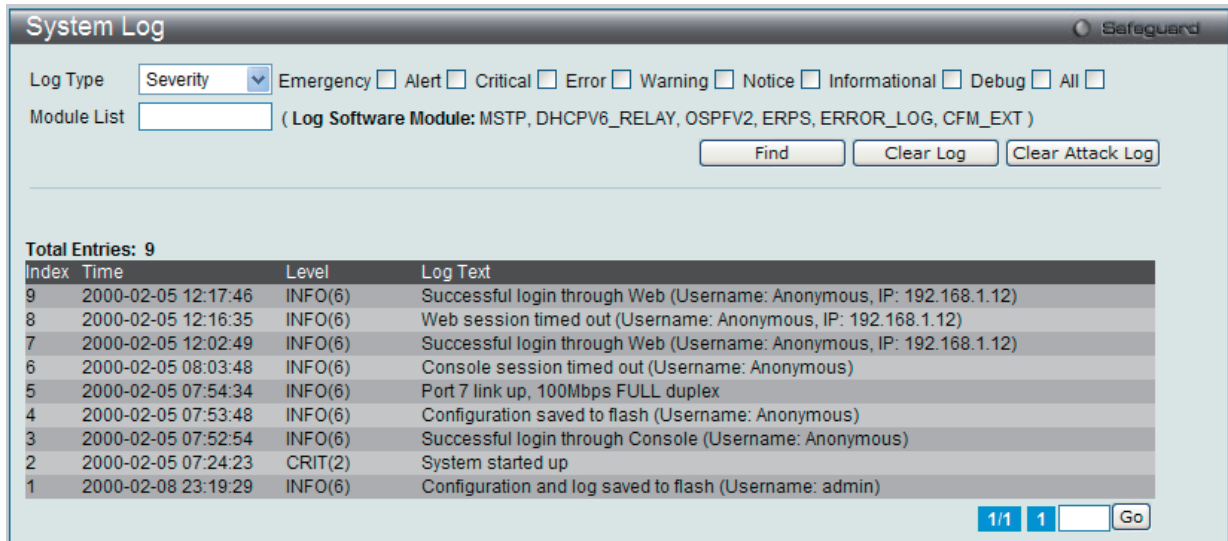 System Log
Safeguard
Log Type Severity Emergency Alert Critical Error Warning Notice Informational Debug All
Module List ( Log Software Module: MSTP, DHCPV6_RELAY, OSPFV2, ERPS, ERROR_LOG, CFM_EXT )
Find Clear Log Clear Attack Log
Total Entries: 9
Index Time Level Log Text
9 2000-02-05 12:17:46 INFO(6) Successful login through Web (Username: Anonymous, IP: 192.168.1.12)
8 2000-02-05 12:16:35 INFO(6) Web session timed out (Username: Anonymous, IP: 192.168.1.12)
7 2000-02-05 12:02:49 INFO(6) Successful login through Web (Username: Anonymous, IP: 192.168.1.12)
6 2000-02-05 08:03:48 INFO(6) Console session timed out (Username: Anonymous)
5 2000-02-05 07:54:34 INFO(6) Port 7 link up, 100Mbps FULL duplex
4 2000-02-05 07:53:48 INFO(6) Configuration saved to flash (Username: Anonymous)
3 2000-02-05 07:52:54 INFO(6) Successful login through Console (Username: Anonymous)
2 2000-02-05 07:24:23 CRIT(2) System started up
1 2000-02-08 23:19:29 INFO(6) Configuration and log saved to flash (Username: admin)
1/1 1 Go